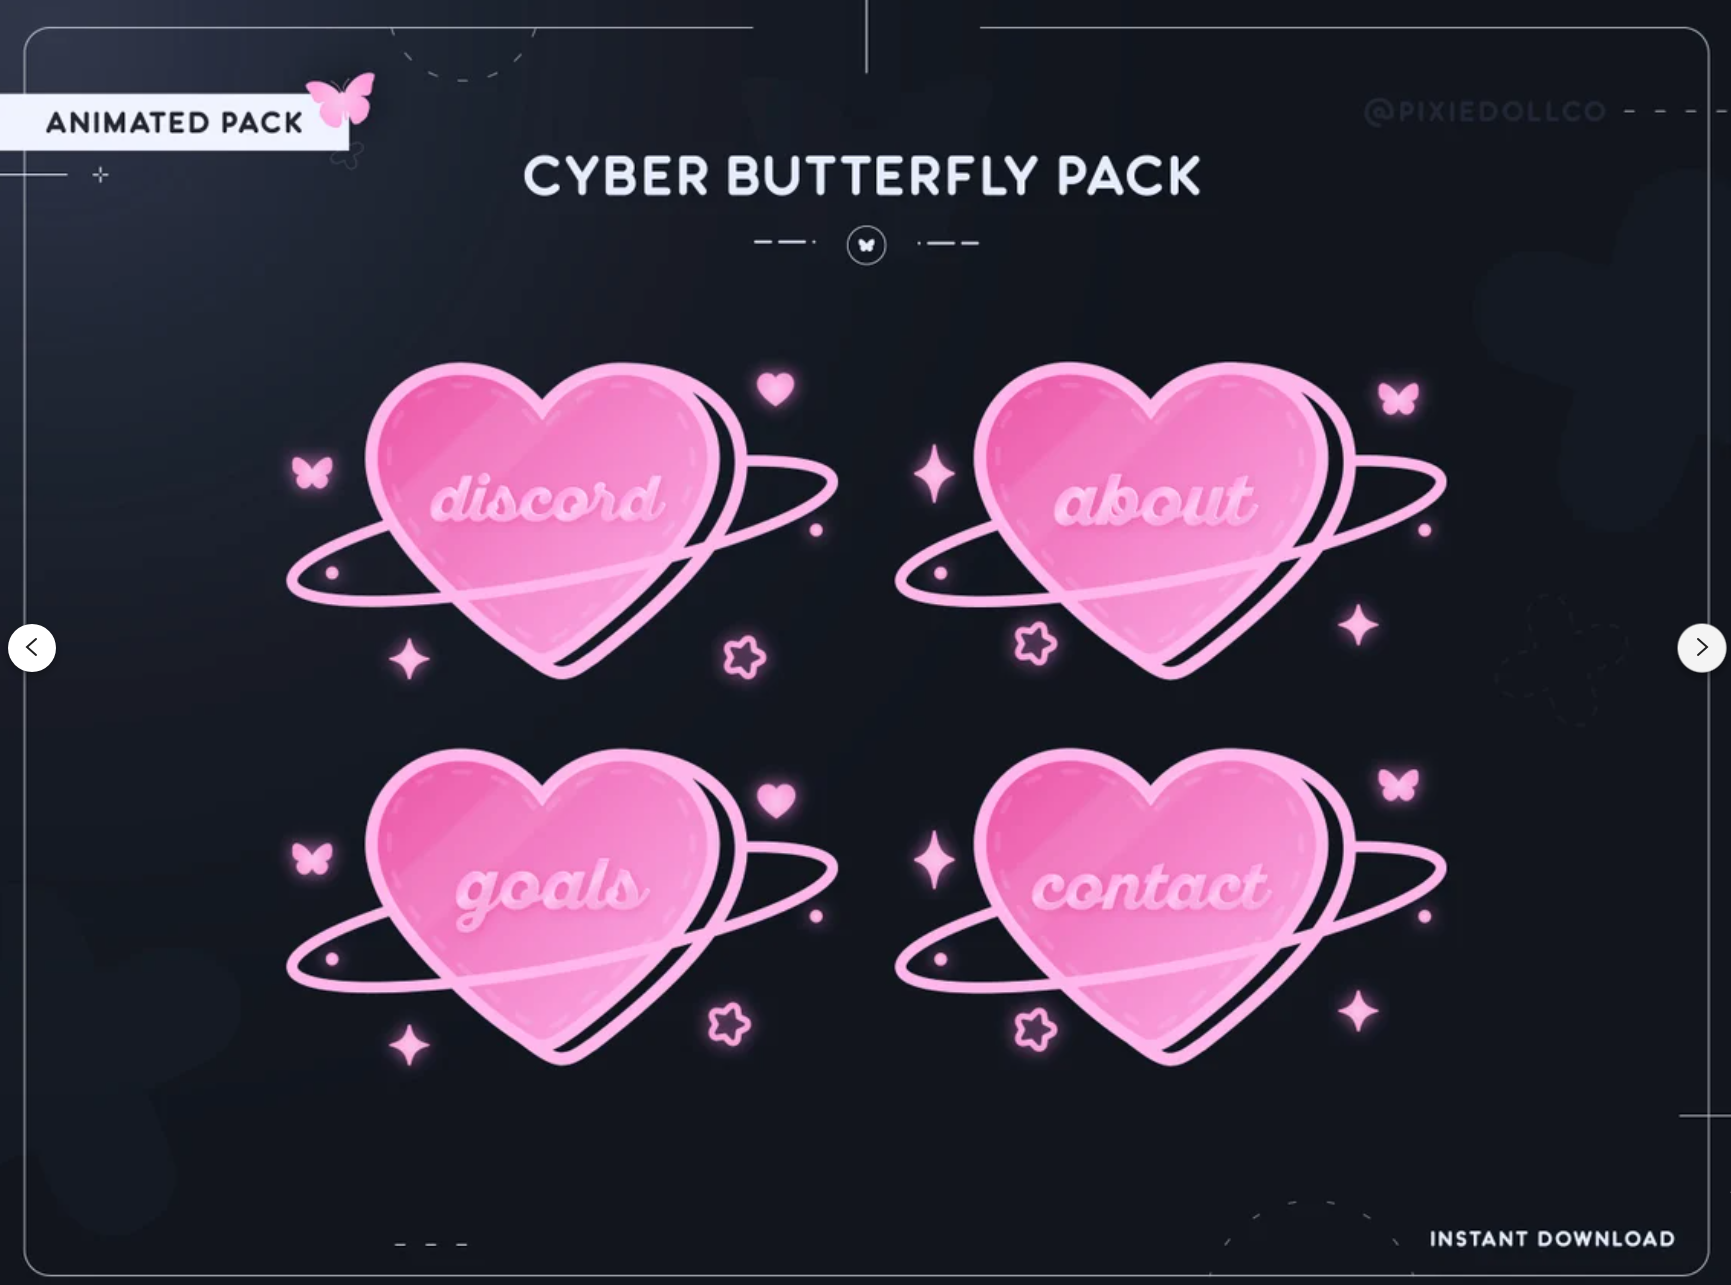 ANIMATED PACK
@PIXIEDOLLCO
CYBER BUTTERFLY PACK
discord
about
goals
contact
INSTANT DOWNLOAD